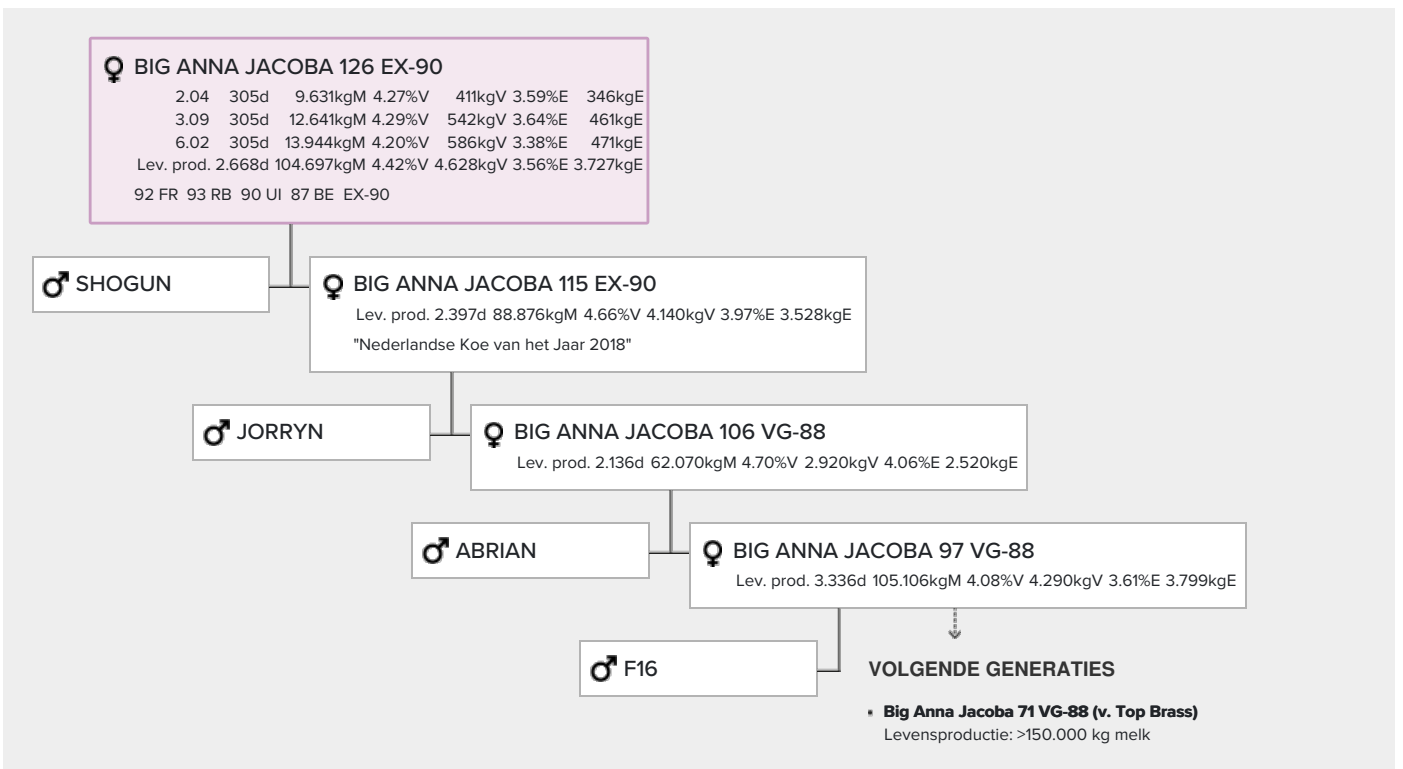 BIG ANNA JACOBA 126 EX-90
2.04 305d 9.631kgM 4.27%V 411kgV 3.59%E 346kgE
3.09 305d 12.641kgM 4.29%V 542kgV 3.64%E 461kgE
6.02 305d 13.944kgM 4.20%V 586kgV 3.38%E 471kgE
Lev. prod. 2.668d 104.697kgM 4.42%V 4.628kgV 3.56%E 3.727kgE
92 FR 93 RB 90 UI 87 BE EX-90
SHOGUN
BIG ANNA JACOBA 115 EX-90
Lev. prod. 2.397d 88.876kgM 4.66%V 4.140kgV 3.97%E 3.528kgE
"Nederlandse Koe van het Jaar 2018"
JORRYN
BIG ANNA JACOBA 106 VG-88
Lev. prod. 2.136d 62.070kgM 4.70%V 2.920kgV 4.06%E 2.520kgE
ABRIAN
BIG ANNA JACOBA 97 VG-88
Lev. prod. 3.336d 105.106kgM 4.08%V 4.290kgV 3.61%E 3.799kgE
F16
VOLGENDE GENERATIES
Big Anna Jacoba 71 VG-88 (v. Top Brass)
Levensproductie: >150.000 kg melk